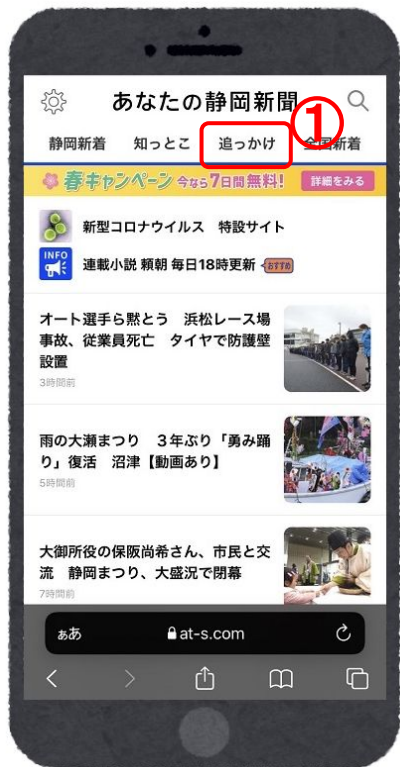 あなたの静岡新聞
①
静岡新着 知っとこ 追っかけ 全国新着
春キャンペーン 今なら7日間無料! 詳細をみる
新型コロナウイルス 特設サイト
INFO 連載小説 頼朝 毎日18時更新 おすすめ
オート選手ら黙とう 浜松レース場
事故、従業員死亡 タイヤで防護壁
設置
3時間前
雨の大瀬まつり 3年ぶり「勇み踊
り」復活 沼津【動画あり】
5時間前
大御所役の保阪尚希さん、市民と交
流 静岡まつり、大盛況で閉幕
7時間前
ぁあ at-s.com